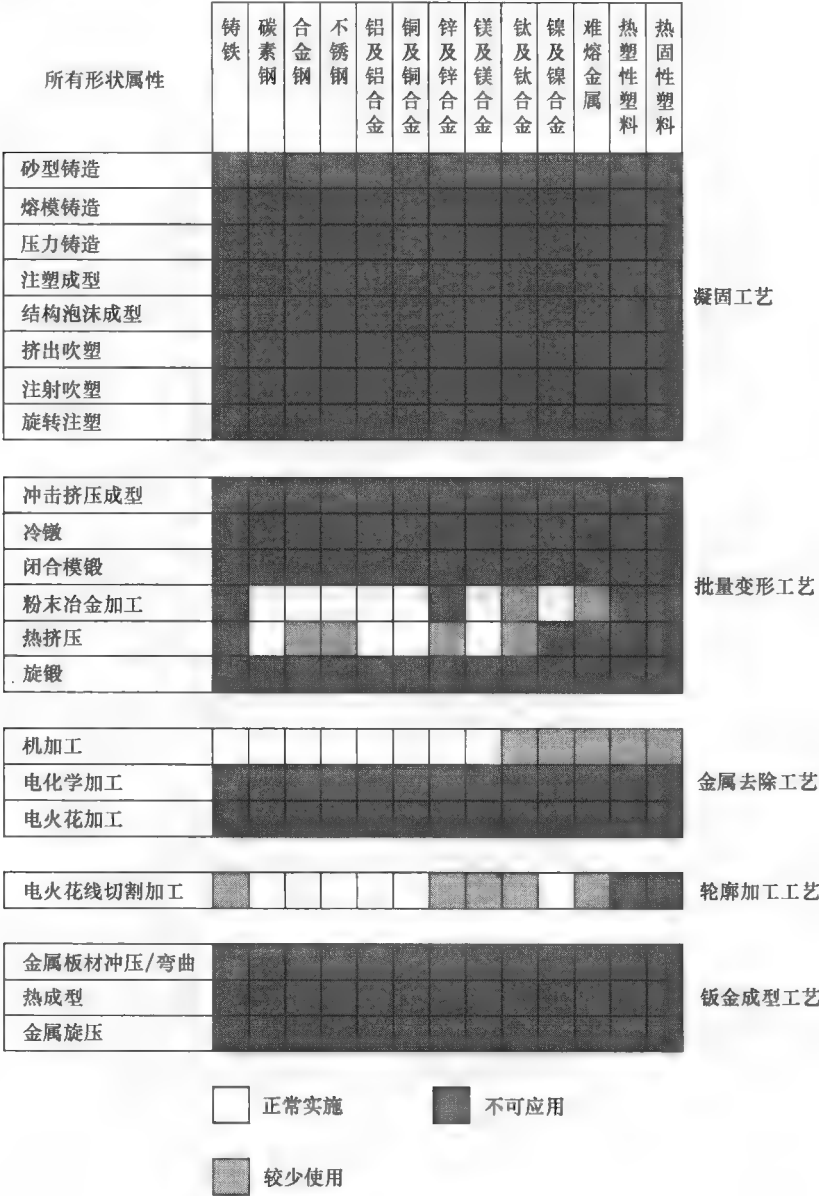 所有形状属性
铸铁
碳素钢
合金钢
不锈钢
铝及铝合金
铜及铜合金
锌及锌合金
镁及镁合金
钛及钛合金
镍及镍合金
难熔金属
热塑性塑料
热固性塑料
砂型铸造
熔模铸造
压力铸造
注塑成型
结构泡沫成型
挤出吹塑
注射吹塑
旋转注塑
凝固工艺
冲击挤压成型
冷镦
闭合模锻
粉末冶金加工
热挤压
旋锻
批量变形工艺
机加工
电化学加工
电火花加工
金属去除工艺
电火花线切割加工
轮廓加工工艺
金属板材冲压/弯曲
热成型
金属旋压
钣金成型工艺
正常实施
不可应用
较少使用